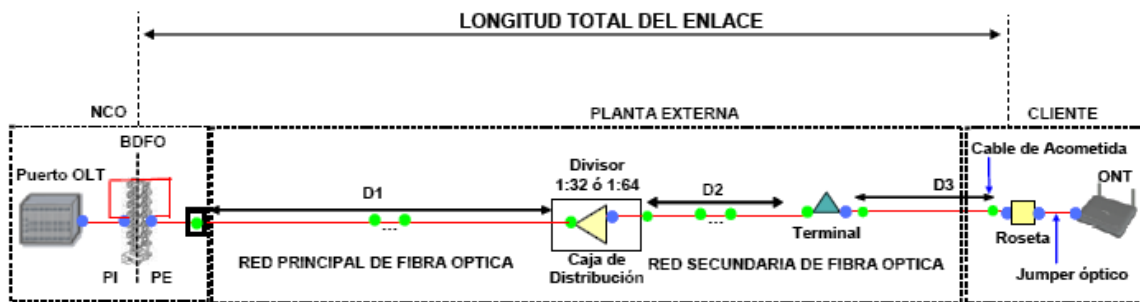 LONGITUD TOTAL DEL ENLACE
NCO
PLANTA EXTERNA
CLIENTE
BDFO
Puerto OLT
Divisor
1:32 ó 1:64
Cable de Acometida
ONT
D1
D2
D3
...
...
Terminal
Roseta
PI
PE
RED PRINCIPAL DE FIBRA OPTICA
Caja de
Distribución
RED SECUNDARIA DE FIBRA OPTICA
Jumper óptico